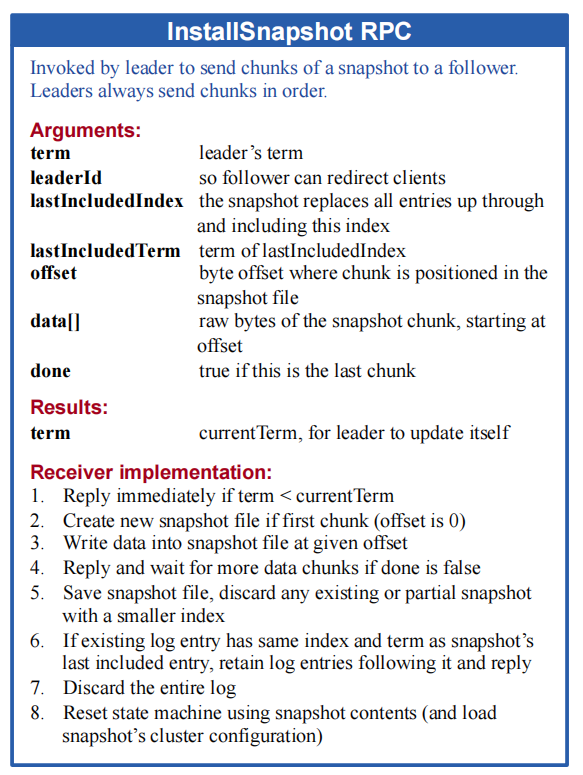 InstallSnapshot RPC
Invoked by leader to send chunks of a snapshot to a follower.
Leaders always send chunks in order.
Arguments:
term leader’s term
leaderId so follower can redirect clients
lastIncludedIndex the snapshot replaces all entries up through
and including this index
lastIncludedTerm term of lastIncludedIndex
offset byte offset where chunk is positioned in the
snapshot file
data[] raw bytes of the snapshot chunk, starting at
offset
done true if this is the last chunk
Results:
term currentTerm, for leader to update itself
Receiver implementation:
1. Reply immediately if term < currentTerm
2. Create new snapshot file if first chunk (offset is 0)
3. Write data into snapshot file at given offset
4. Reply and wait for more data chunks if done is false
5. Save snapshot file, discard any existing or partial snapshot
with a smaller index
6. If existing log entry has same index and term as snapshot’s
last included entry, retain log entries following it and reply
7. Discard the entire log
8. Reset state machine using snapshot contents (and load
snapshot’s cluster configuration)